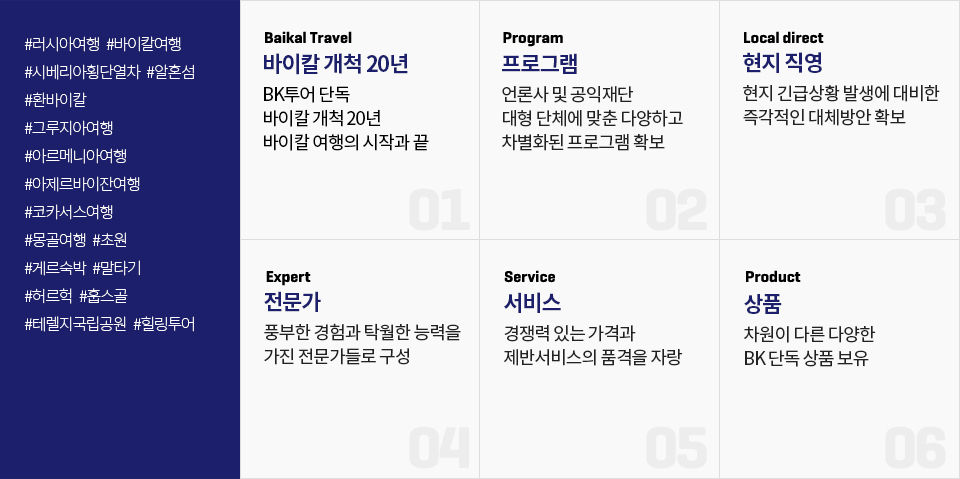 #러시아여행 #바이칼여행
#시베리아횡단열차 #알혼섬
#환바이칼
#그루지아여행
#아르메니아여행
#아제르바이잔여행
#코카서스여행
#몽골여행 #초원
#게르숙박 #말타기
#허르헉 #홉스골
#테렐지국립공원 #힐링투어
Baikal Travel
바이칼 개척 20년
BK투어 단독
바이칼 개척 20년
바이칼 여행의 시작과 끝
01
Program
프로그램
언론사 및 공익재단
대형 단체에 맞춘 다양하고
차별화된 프로그램 확보
02
Local direct
현지 직영
현지 긴급상황 발생에 대비한
즉각적인 대체방안 확보
03
Expert
전문가
풍부한 경험과 탁월한 능력을
가진 전문가들로 구성
04
Service
서비스
경쟁력 있는 가격과
제반서비스의 품격을 자랑
05
Product
상품
차원이 다른 다양한
BK 단독 상품 보유
06